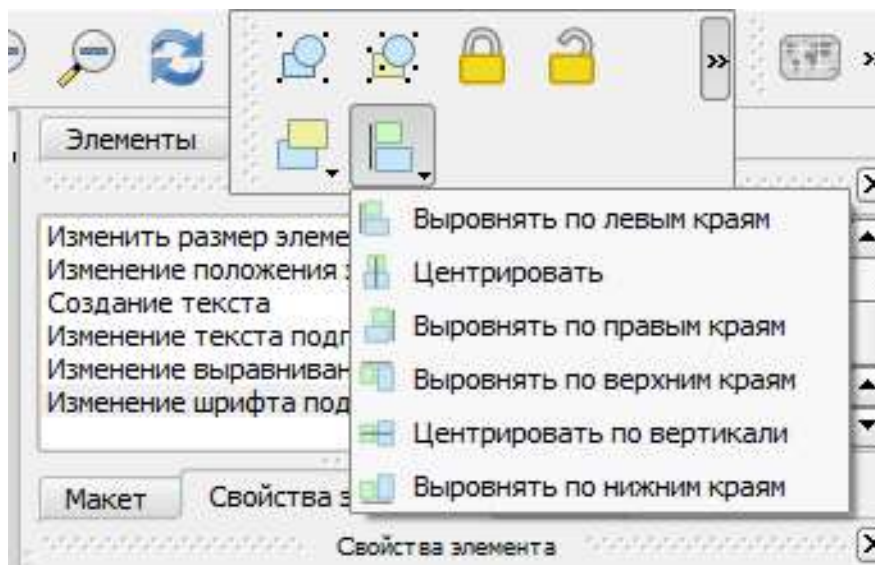 Элементы
Выровнять по левым краям
Изменить размер элеме
Изменение положения
Центрировать
Создание текста
Выровнять по правым краям
Изменение текста подг
Изменение выравниван
Выровнять по верхним краям
Изменение шрифта под
Центрировать по вертикали
Макет
Свойства э
Выровнять по нижним краям
Свойства элемента